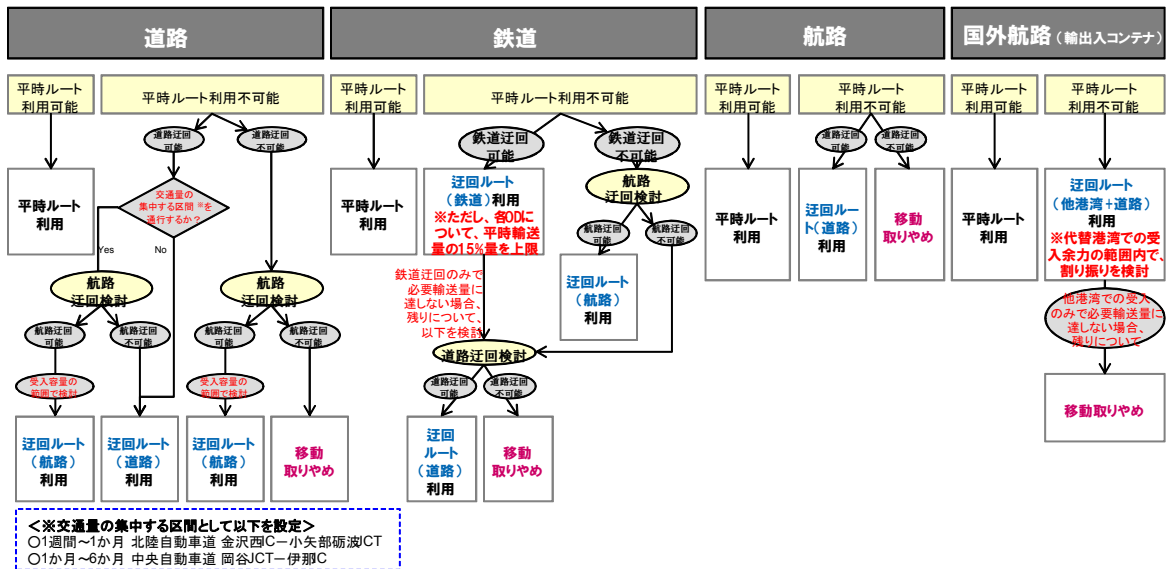 道路
平時ルート
利用可能
平時ルート利用不可能
道路迂回
可能
道路迂回
不可能
平時ルート
利用
交通量の
集中する区間※を
通行するか？
Yes
No
航路
迂回検討
航路
迂回検討
航路迂回
可能
航路迂回
不可能
航路迂回
可能
航路迂回
不可能
受入容量の
範囲で検討
受入容量の
範囲で検討
迂回ルート
（航路）
利用
迂回ルート
（道路）
利用
迂回ルート
（航路）
利用
移動
取りやめ
鉄道
平時ルート
利用可能
平時ルート利用不可能
鉄道迂回
可能
鉄道迂回
不可能
平時ルート
利用
迂回ルート
（鉄道）利用
※ただし、各ODに
ついて、平時輸送
量の15%量を上限
航路
迂回検討
航路迂回
可能
航路迂回
不可能
迂回ルート
（航路）
利用
鉄道迂回のみで
必要輸送量に
達しない場合、
残りについて、
以下を検討
道路迂回検討
道路迂回
可能
道路迂回
不可能
迂回
ルート
（道路）
利用
移動
取りやめ
航路
平時ルート
利用可能
平時ルート
利用不可能
道路迂回
可能
道路迂回
不可能
平時ルート
利用
迂回ルー
ト（道路）
利用
移動
取りやめ
国外航路（輸出入コンテナ）
平時ルート
利用可能
平時ルート
利用不可能
平時ルート
利用
迂回ルート
（他港湾+道路）
利用
※代替港湾での受
入余力の範囲内で、
割り振りを検討
他港湾での受入
のみで必要輸送量に
達しない場合、
残りについて
移動取りやめ
＜※交通量の集中する区間として以下を設定＞
○1週間～1か月 北陸自動車道 金沢西IC－小矢部砺波JCT
○1か月～6か月 中央自動車道 岡谷JCT－伊那IC